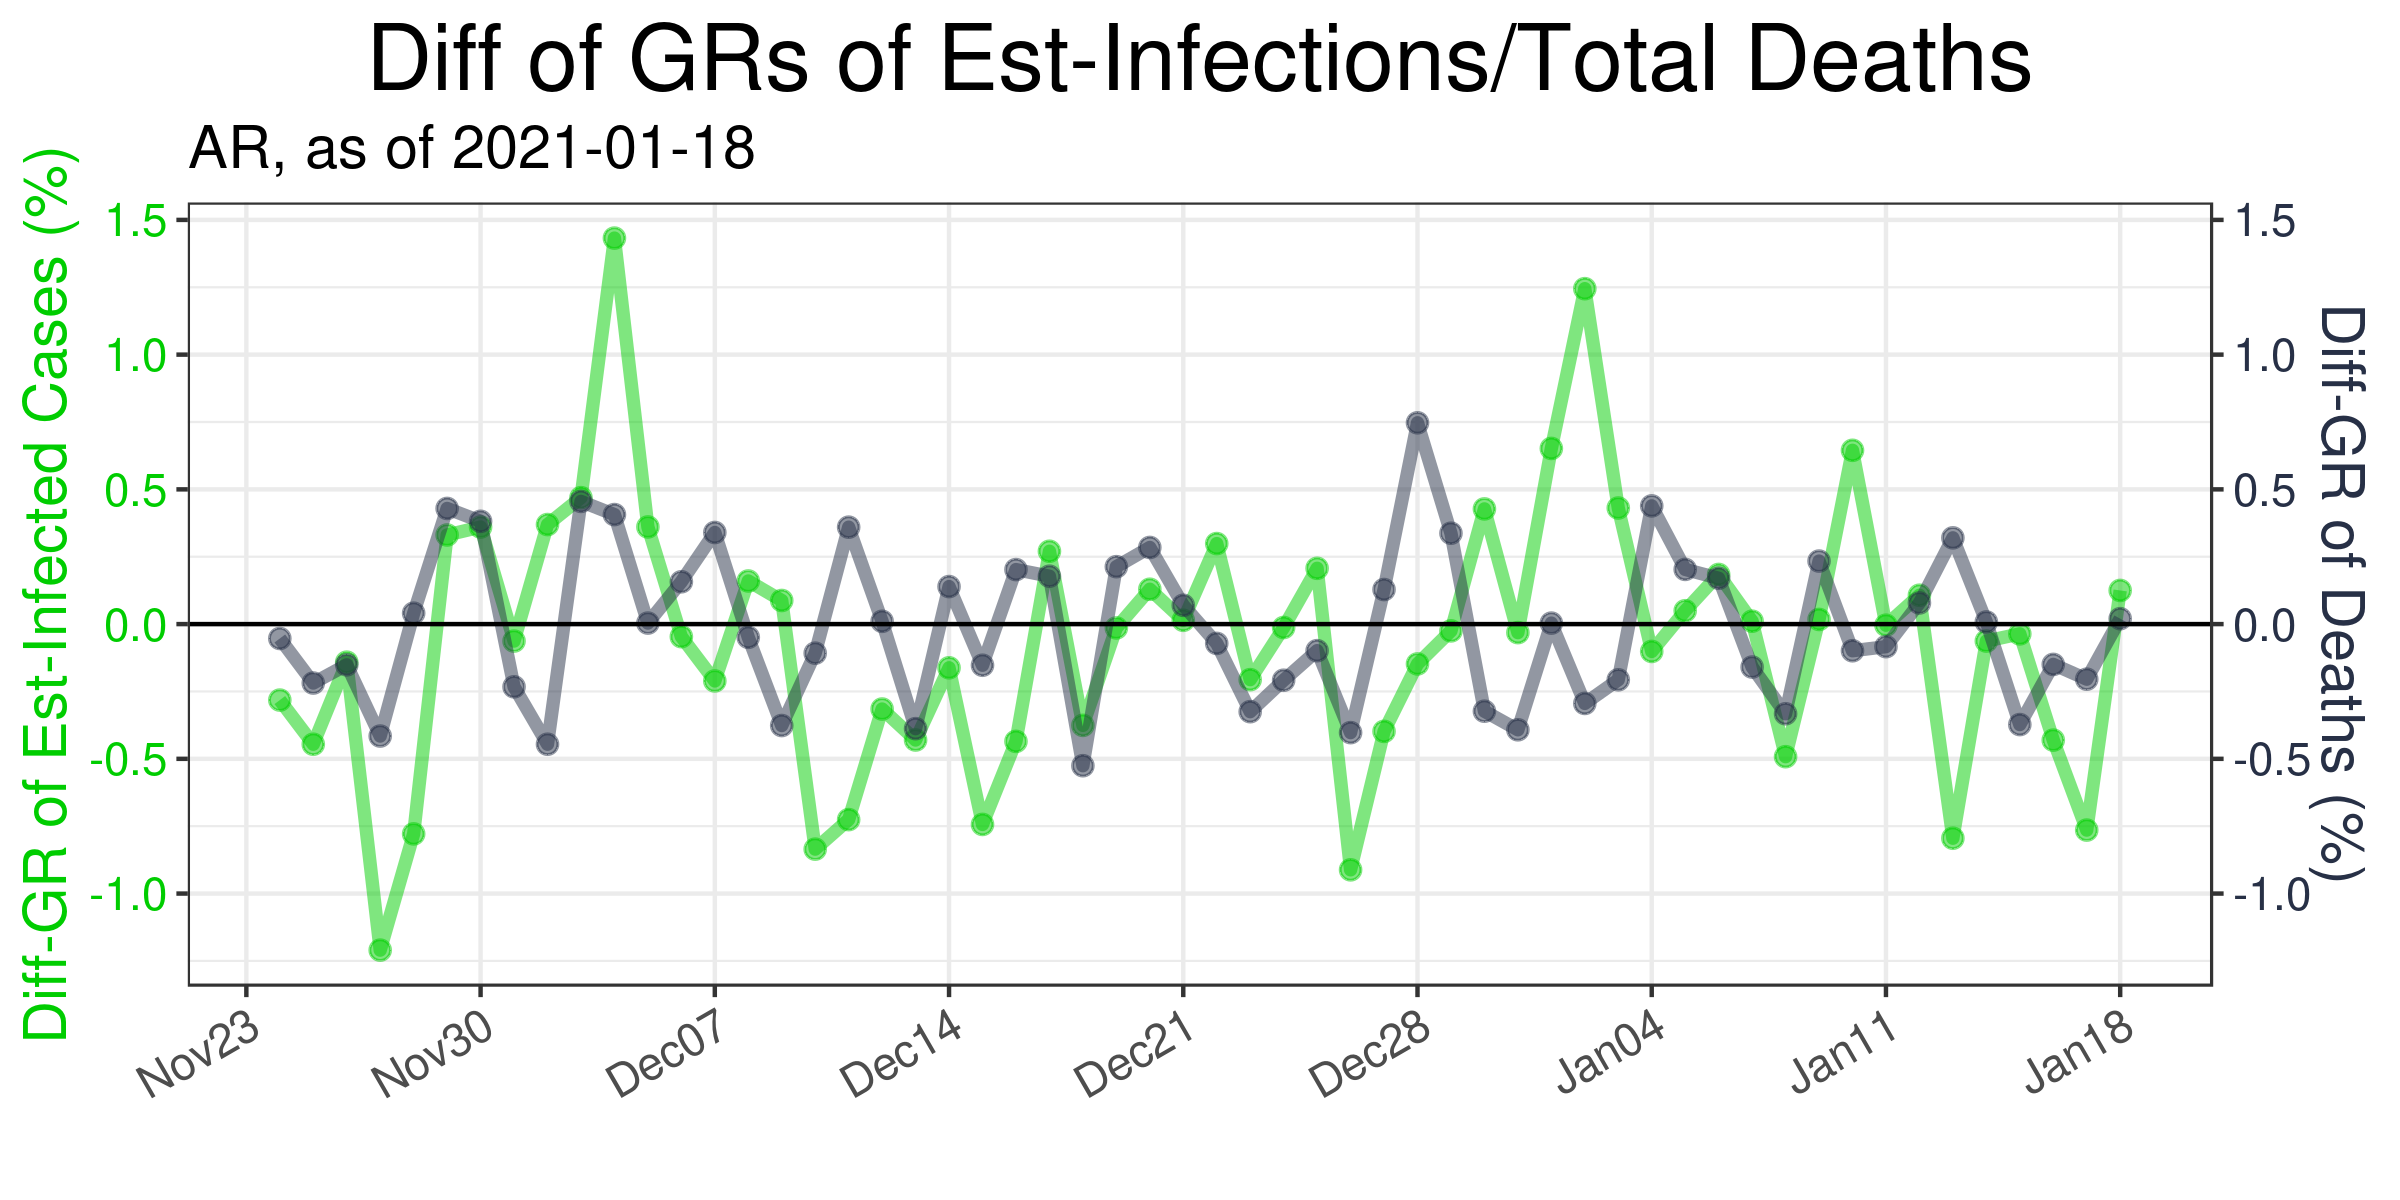 Diff of GRs of Est-Infections/Total Deaths
AR, as of 2021-01-18
Diff-GR of Est-Infected Cases (%)
1.5
1.0
0.5
0.0
-0.5
-1.0
1.5
1.0
0.5
0.0
-0.5
-1.0
Diff-GR of Deaths (%)
Nov23 Nov30 Dec07 Dec14 Dec21 Dec28 Jan04 Jan11 Jan18